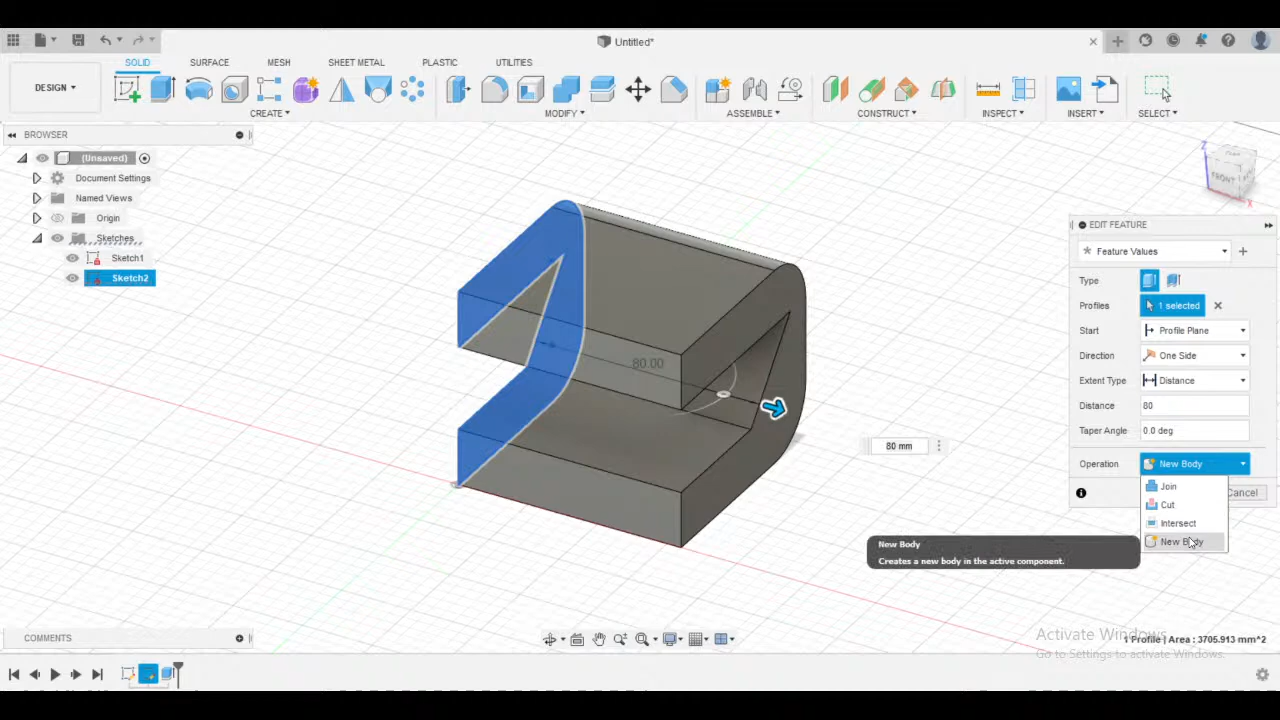 Untitled*
SOLID SURFACE MESH SHEET METAL PLASTIC UTILITIES
DESIGN
CREATE MODIFY ASSEMBLE CONSTRUCT INSPECT INSERT SELECT
BROWSER
(Unsaved)
Document Settings
Named Views
Origin
Sketches
Sketch1
Sketch2
Z
FRONT
X
80.00
80 mm
EDIT FEATURE
Feature Values
Type
Profiles 1 selected
Start Profile Plane
Direction One Side
Extent Type Distance
Distance 80
Taper Angle 0.0 deg
Operation New Body
Join
Cancel
Cut
Intersect
New Body
New Body
Creates a new body in the active component.
COMMENTS
Activate Windows
1 Profile | Area : 3705.913 mm^2
Go to Settings to activate Windows.